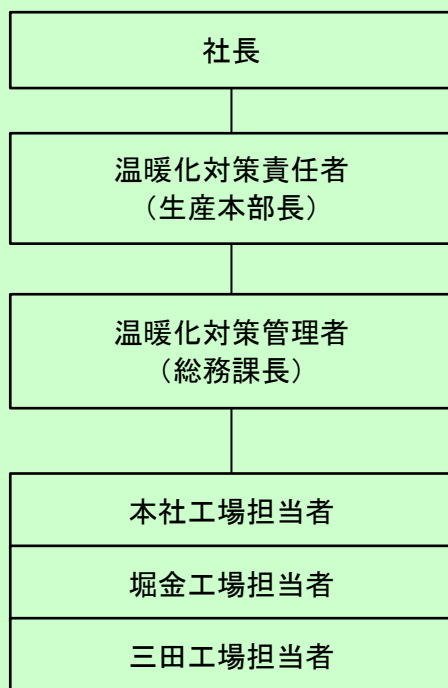 社長
温暖化対策責任者
（生産本部長）
温暖化対策管理者
（総務課長）
本社工場担当者
堀金工場担当者
三田工場担当者